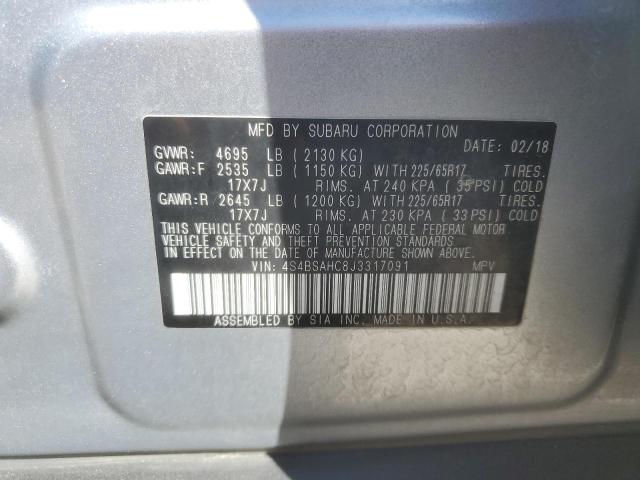 MFD BY SUBARU CORPORATION
GVWR: 4695 LB ( 2130 KG) DATE: 02/18
GAWR:F 2535 LB ( 1150 KG) WITH 225/65R17 TIRES.
17X7J RIMS. AT 240 KPA ( 35 PSI) COLD
GAWR:R 2645 LB ( 1200 KG) WITH 225/65R17 TIRES.
17X7J RIMS. AT 230 KPA ( 33 PSI) COLD
THIS VEHICLE CONFORMS TO ALL APPLICABLE FEDERAL MOTOR
VEHICLE SAFETY AND THEFT PREVENTION STANDARDS
IN EFFECT ON THE DATE OF MANUFACTURE SHOWN ABOVE.
VIN: 4S4BSAHC8J3317091 MPV
ASSEMBLED BY SIA INC. MADE IN U.S.A.